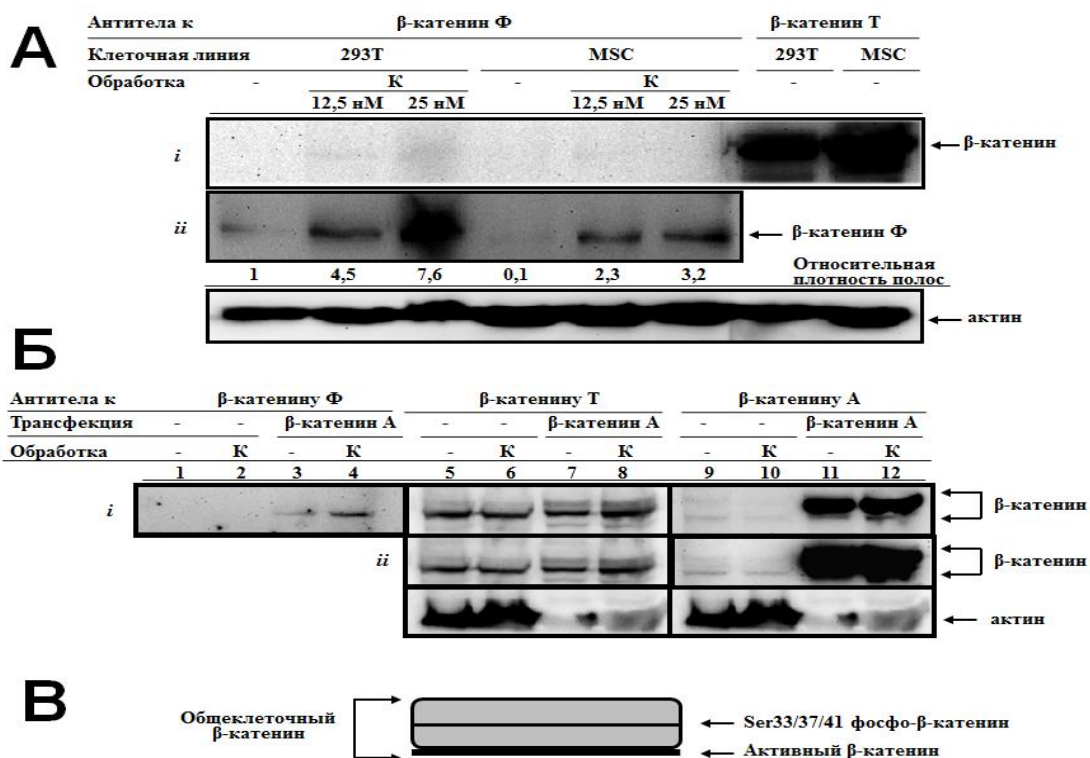 А
Антитела к β-катенин Ф β-катенин Т
Клеточная линия 293T MSC 293T MSC
Обработка - К - К - -
12,5 нМ 25 нМ 12,5 нМ 25 нМ
i β-катенин
ii β-катенин Ф
1 4,5 7,6 0,1 2,3 3,2 Относительная
плотность полос
актин
Б
Антитела к β-катенину Ф β-катенину Т β-катенину А
Трансфекция - - β-катенин А - - β-катенин А - - β-катенин А
Обработка - К - К - К - К - К - К
1 2 3 4 5 6 7 8 9 10 11 12
i β-катенин
ii β-катенин
актин
В
Общеклеточный
β-катенин
Ser33/37/41 фосфо-β-катенин
Активный β-катенин